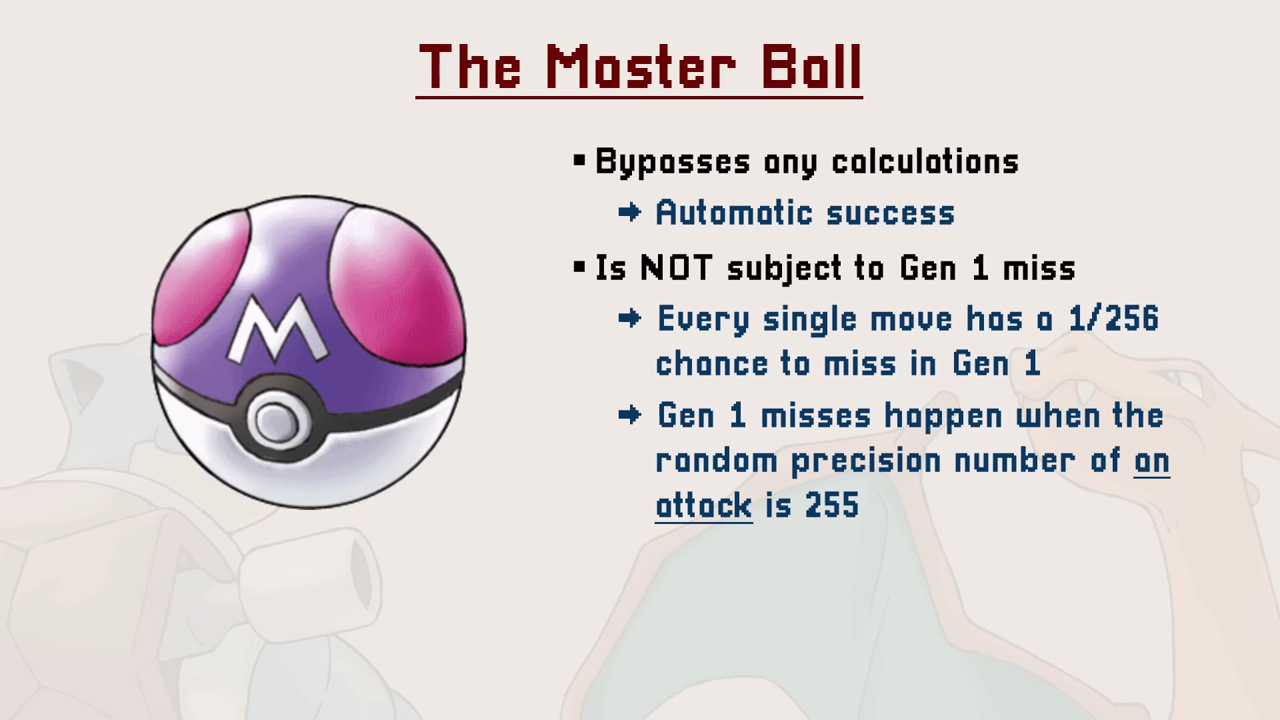 The Master Ball
▪ Bypasses any calculations
→ Automatic success
▪ Is NOT subject to Gen 1 miss
→ Every single move has a 1/256
chance to miss in Gen 1
→ Gen 1 misses happen when the
random precision number of an
attack is 255
M